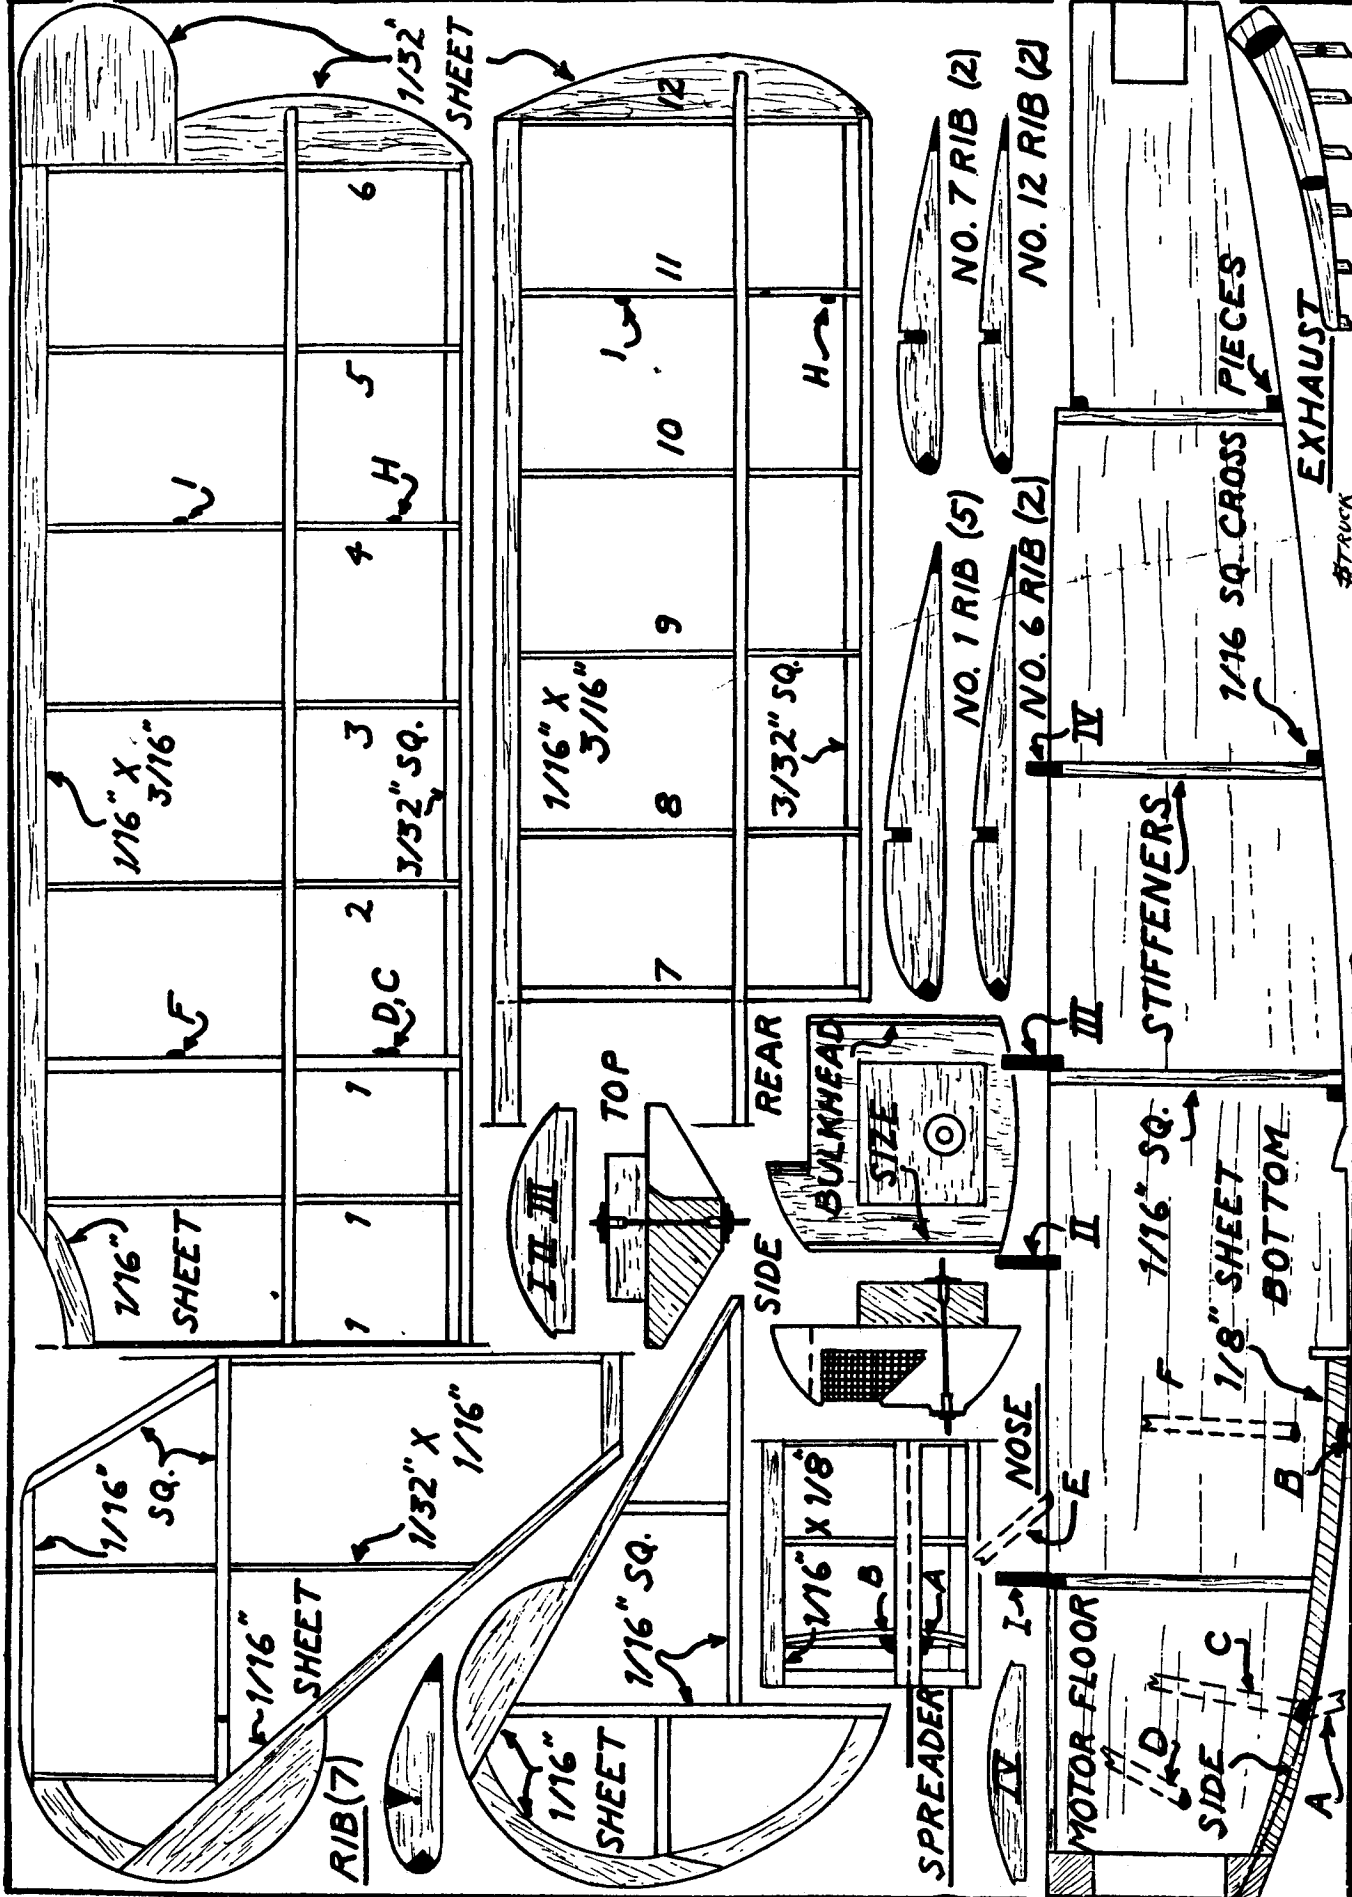 1/32"
SHEET
6
5
I
H
4
1/16" X
3/16"
3
3/32" SQ.
2
F
D,C
1
1
1
1/16"
SHEET
12
11
I
H
10
9
1/16" X
3/16"
3/32" SQ.
8
7
NO. 7 RIB (2)
NO. 12 RIB (2)
NO. 1 RIB (5)
NO. 6 RIB (2)
1/16"
SQ.
1/32" X
1/16"
1/16"
SHEET
RIB (7)
1/16" SQ.
1/16"
SHEET
I II III
TOP
REAR
SIDE
BULKHEAD
SIZE
NOSE
1/16" X 1/8"
B
A
SPREADER
IV
I
E
II
III
IV
MOTOR FLOOR
SIDE
D
C
A
M
M
W
M
F
B
1/8" SHEET
BOTTOM
1/16" SQ.
STIFFENERS
1/16 SQ. CROSS
PIECES
EXHAUST
STRUCK